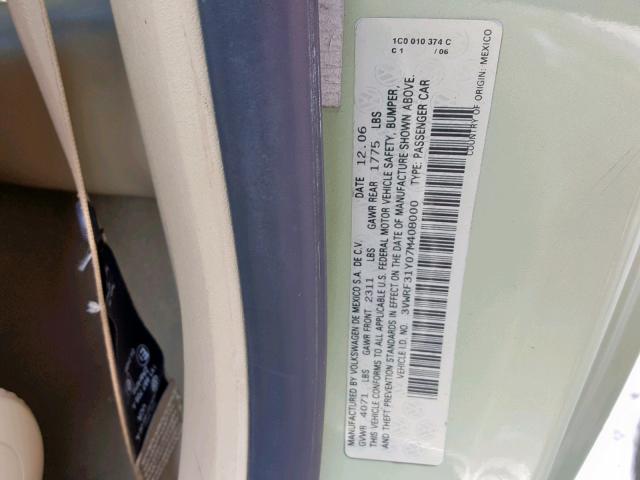 1C0 010 374 C
C 1 / 06
MANUFACTURED BY VOLKSWAGEN DE MEXICO S.A. DE C.V. DATE 12.06
GVWR 4071 LBS GAWR FRONT 2311 LBS GAWR REAR 1775 LBS
THIS VEHICLE CONFORMS TO ALL APPLICABLE U.S. FEDERAL MOTOR VEHICLE SAFETY, BUMPER,
AND THEFT PREVENTION STANDARDS IN EFFECT ON THE DATE OF MANUFACTURE SHOWN ABOVE.
VEHICLE I.D. NO. 3VWRF31Y07M408000 TYPE: PASSENGER CAR
COUNTRY OF ORIGIN: MEXICO